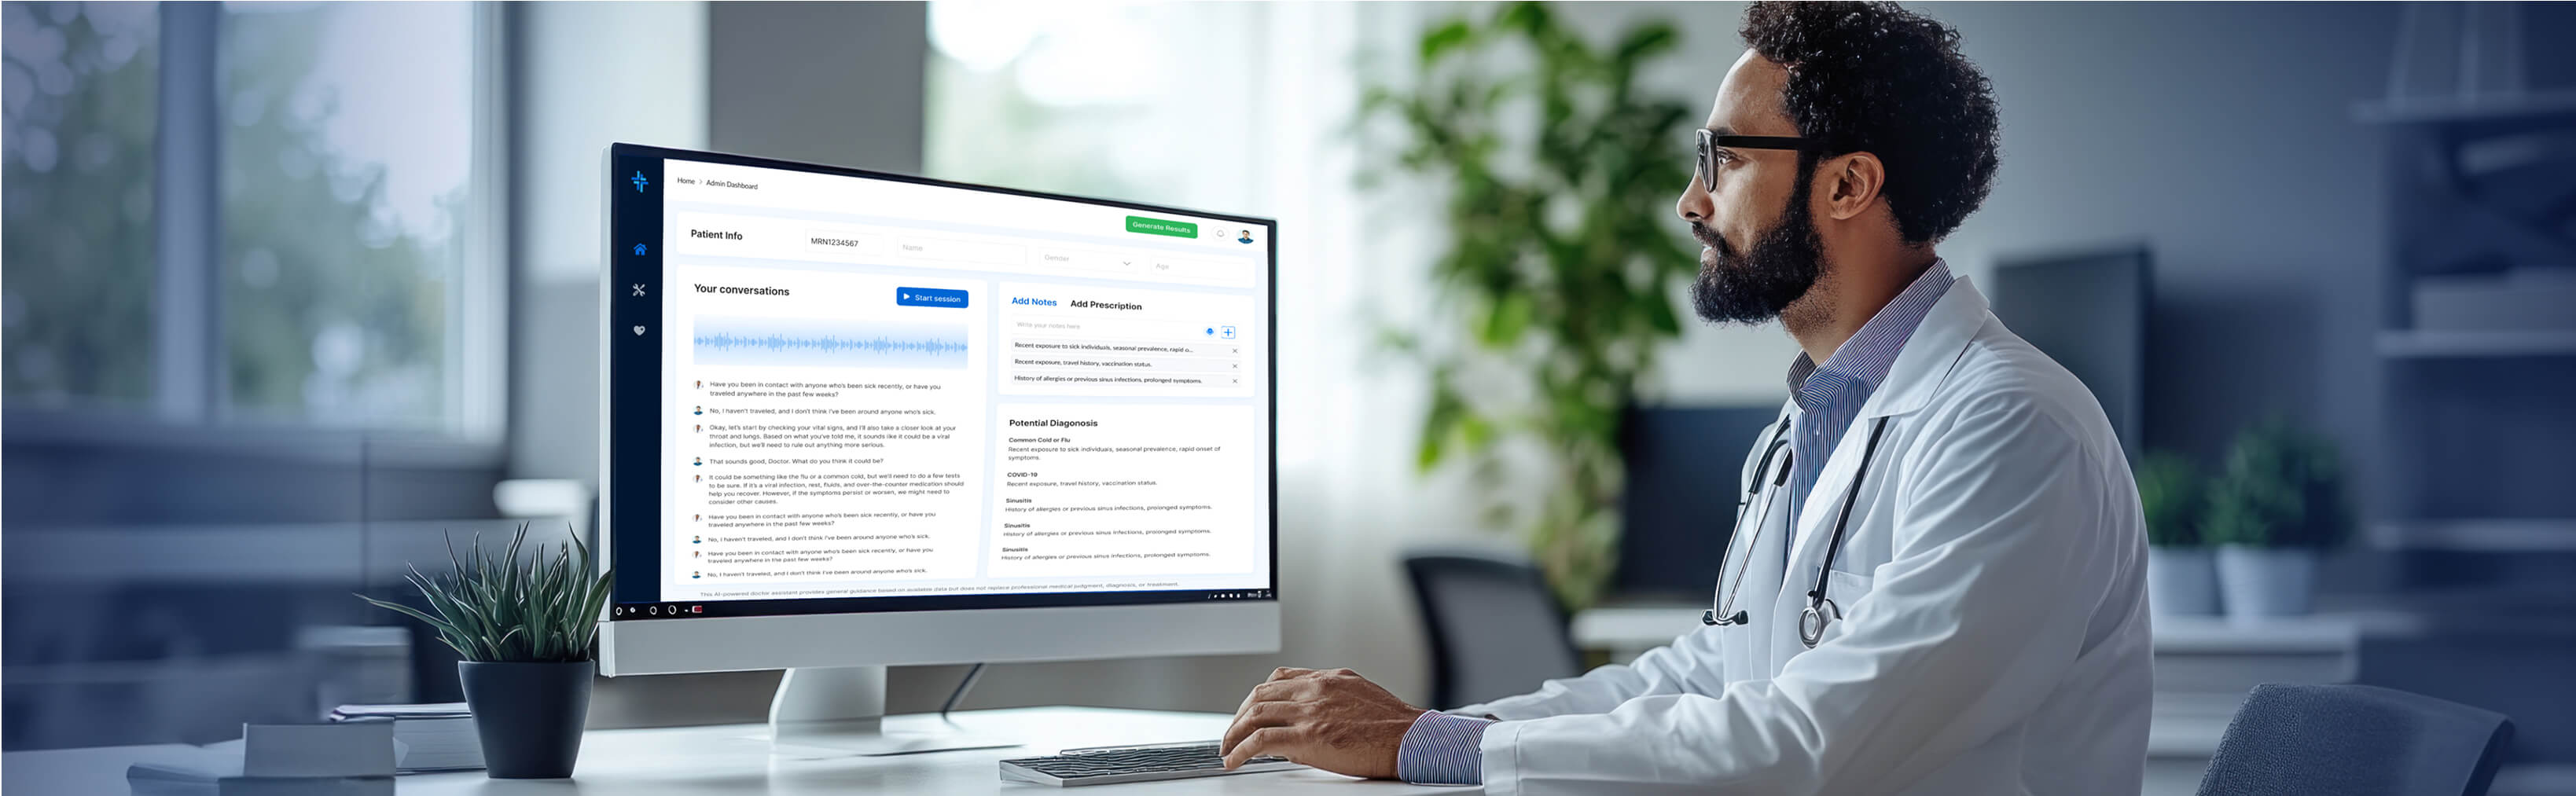 Home > Admin Dashboard
Generate Results
Patient Info
MRN1234567
Name
Gender
Age
Your conversations
Start session
Have you been in contact with anyone who's been sick recently, or have you
traveled anywhere in the past few weeks?
No, I haven't traveled, and I don't think I've been around anyone who's sick.
Okay, let's start by checking your vital signs, and I'll also take a closer look at your
throat and lungs. Based on what you've told me, it sounds like it could be a viral
infection, but we'll need to rule out anything more serious.
That sounds good, Doctor. What do you think it could be?
It could be something like the flu or a common cold, but we'll need to do a few tests
to be sure. If it's a viral infection, rest, fluids, and over-the-counter medication should
help you recover. However, if the symptoms persist or worsen, we might need to
consider other causes.
Have you been in contact with anyone who's been sick recently, or have you
traveled anywhere in the past few weeks?
No, I haven't traveled, and I don't think I've been around anyone who's sick.
Have you been in contact with anyone who's been sick recently, or have you
traveled anywhere in the past few weeks?
No, I haven't traveled, and I don't think I've been around anyone who's sick.
Add Notes
Add Prescription
Write your notes here
Recent exposure to sick individuals, seasonal prevalence, rapid o...
Recent exposure, travel history, vaccination status.
History of allergies or previous sinus infections, prolonged symptoms.
Potential Diagonosis
Common Cold or Flu
Recent exposure to sick individuals, seasonal prevalence, rapid onset of
symptoms.
COVID-19
Recent exposure, travel history, vaccination status.
Sinusitis
History of allergies or previous sinus infections, prolonged symptoms.
Sinusitis
History of allergies or previous sinus infections, prolonged symptoms.
Sinusitis
History of allergies or previous sinus infections, prolonged symptoms.
This AI-powered doctor assistant provides general guidance based on available data but does not replace professional medical judgment, diagnosis, or treatment.